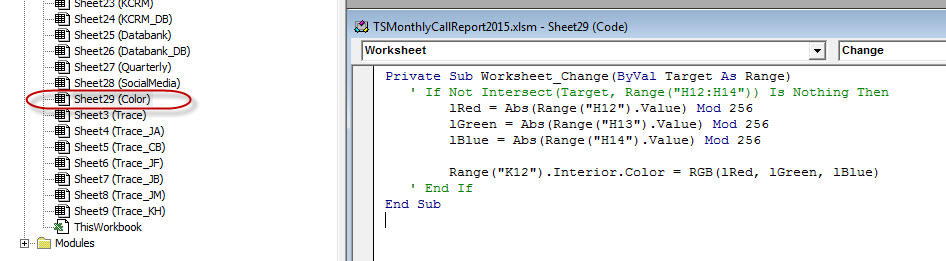 Sheet23 (KCRM)
Sheet24 (KCRM_DB)
Sheet25 (Databank)
Sheet26 (Databank_DB)
Sheet27 (Quarterly)
Sheet28 (SocialMedia)
Sheet29 (Color)
Sheet3 (Trace)
Sheet4 (Trace_JA)
Sheet5 (Trace_CB)
Sheet6 (Trace_JF)
Sheet7 (Trace_JB)
Sheet8 (Trace_JM)
Sheet9 (Trace_KH)
ThisWorkbook
Modules
TSMonthlyCallReport2015.xlsm - Sheet29 (Code)
Worksheet
Change
Private Sub Worksheet_Change(ByVal Target As Range)
' If Not Intersect(Target, Range("H12:H14")) Is Nothing Then
lRed = Abs(Range("H12").Value) Mod 256
lGreen = Abs(Range("H13").Value) Mod 256
lBlue = Abs(Range("H14").Value) Mod 256
Range("K12").Interior.Color = RGB(lRed, lGreen, lBlue)
' End If
End Sub